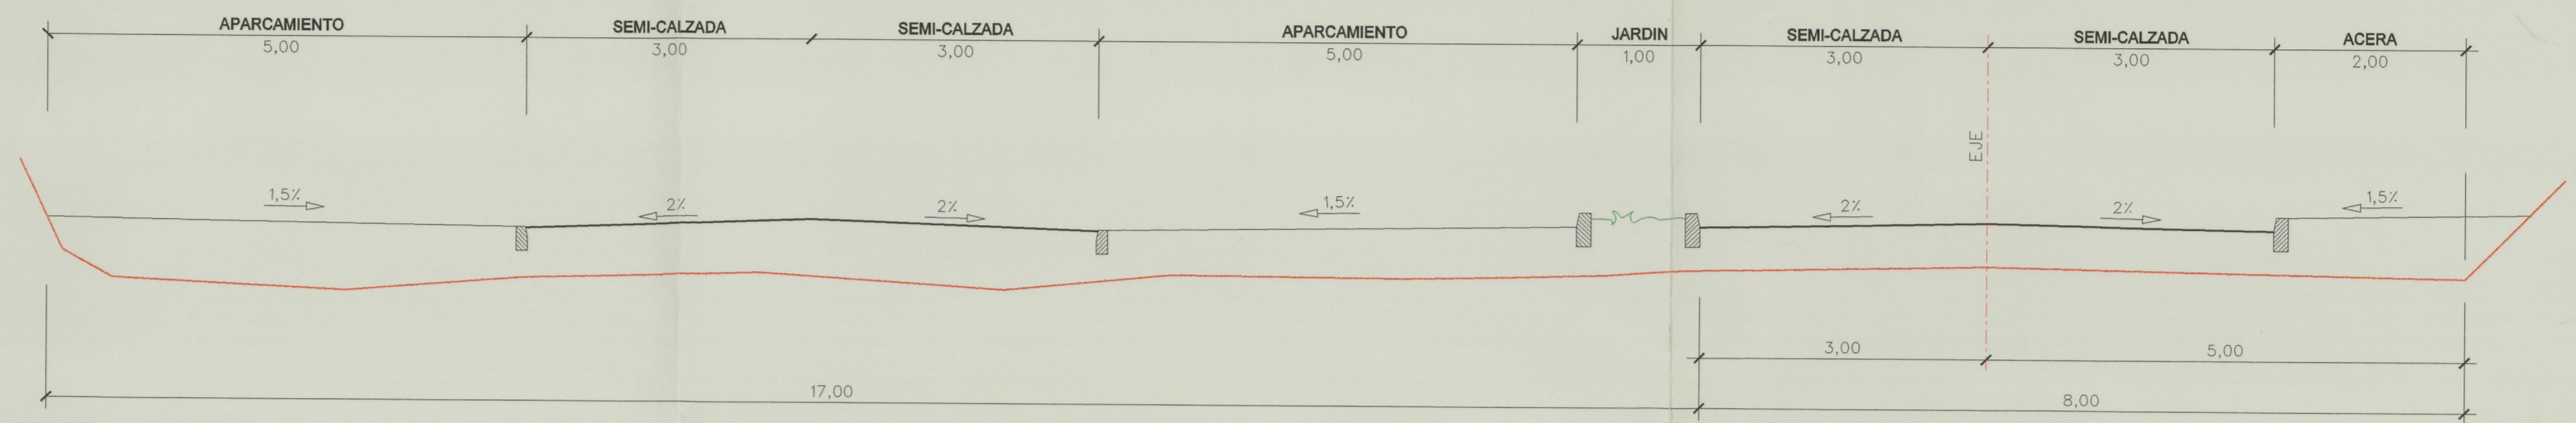 APARCAMIENTO
5,00
SEMI-CALZADA
3,00
SEMI-CALZADA
3,00
APARCAMIENTO
5,00
JARDIN
1,00
SEMI-CALZADA
3,00
SEMI-CALZADA
3,00
ACERA
2,00
EJE
1,5%
2%
2%
1,5%
2%
2%
1,5%
3,00
5,00
17,00
8,00